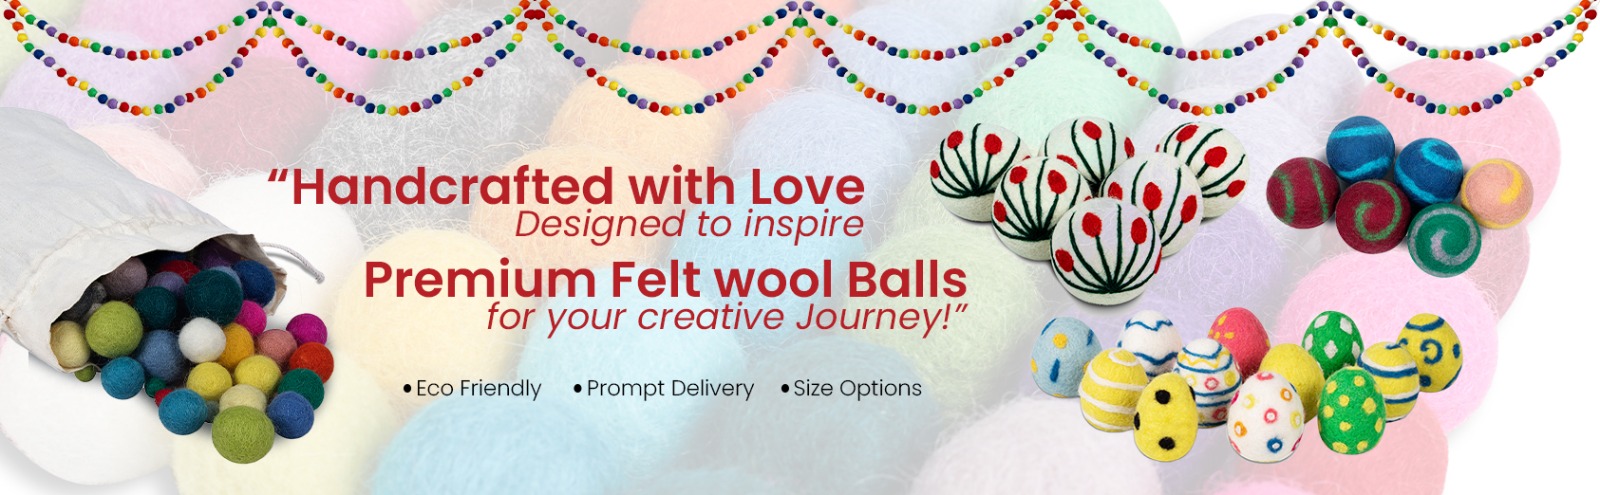 “Handcrafted with Love
Designed to inspire
Premium Felt wool Balls
for your creative Journey!”
•Eco Friendly •Prompt Delivery •Size Options